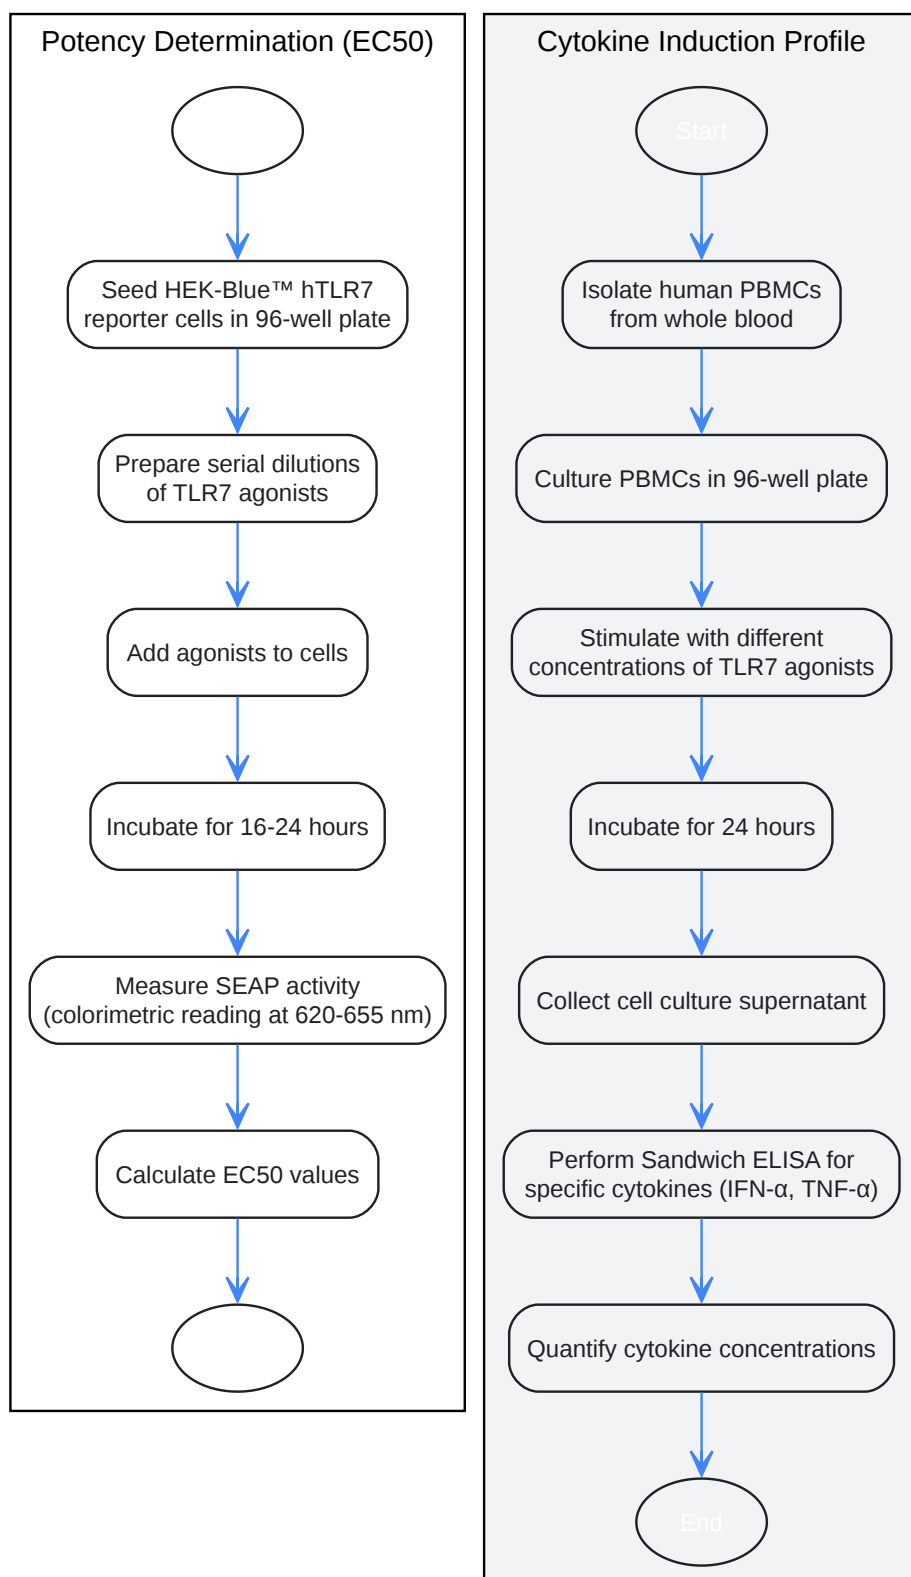 Potency Determination (EC50)
Seed HEK-Blue™ hTLR7
reporter cells in 96-well plate
Prepare serial dilutions
of TLR7 agonists
Add agonists to cells
Incubate for 16-24 hours
Measure SEAP activity
(colorimetric reading at 620-655 nm)
Calculate EC50 values
Cytokine Induction Profile
Start
Isolate human PBMCs
from whole blood
Culture PBMCs in 96-well plate
Stimulate with different
concentrations of TLR7 agonists
Incubate for 24 hours
Collect cell culture supernatant
Perform Sandwich ELISA for
specific cytokines (IFN-α, TNF-α)
Quantify cytokine concentrations
End